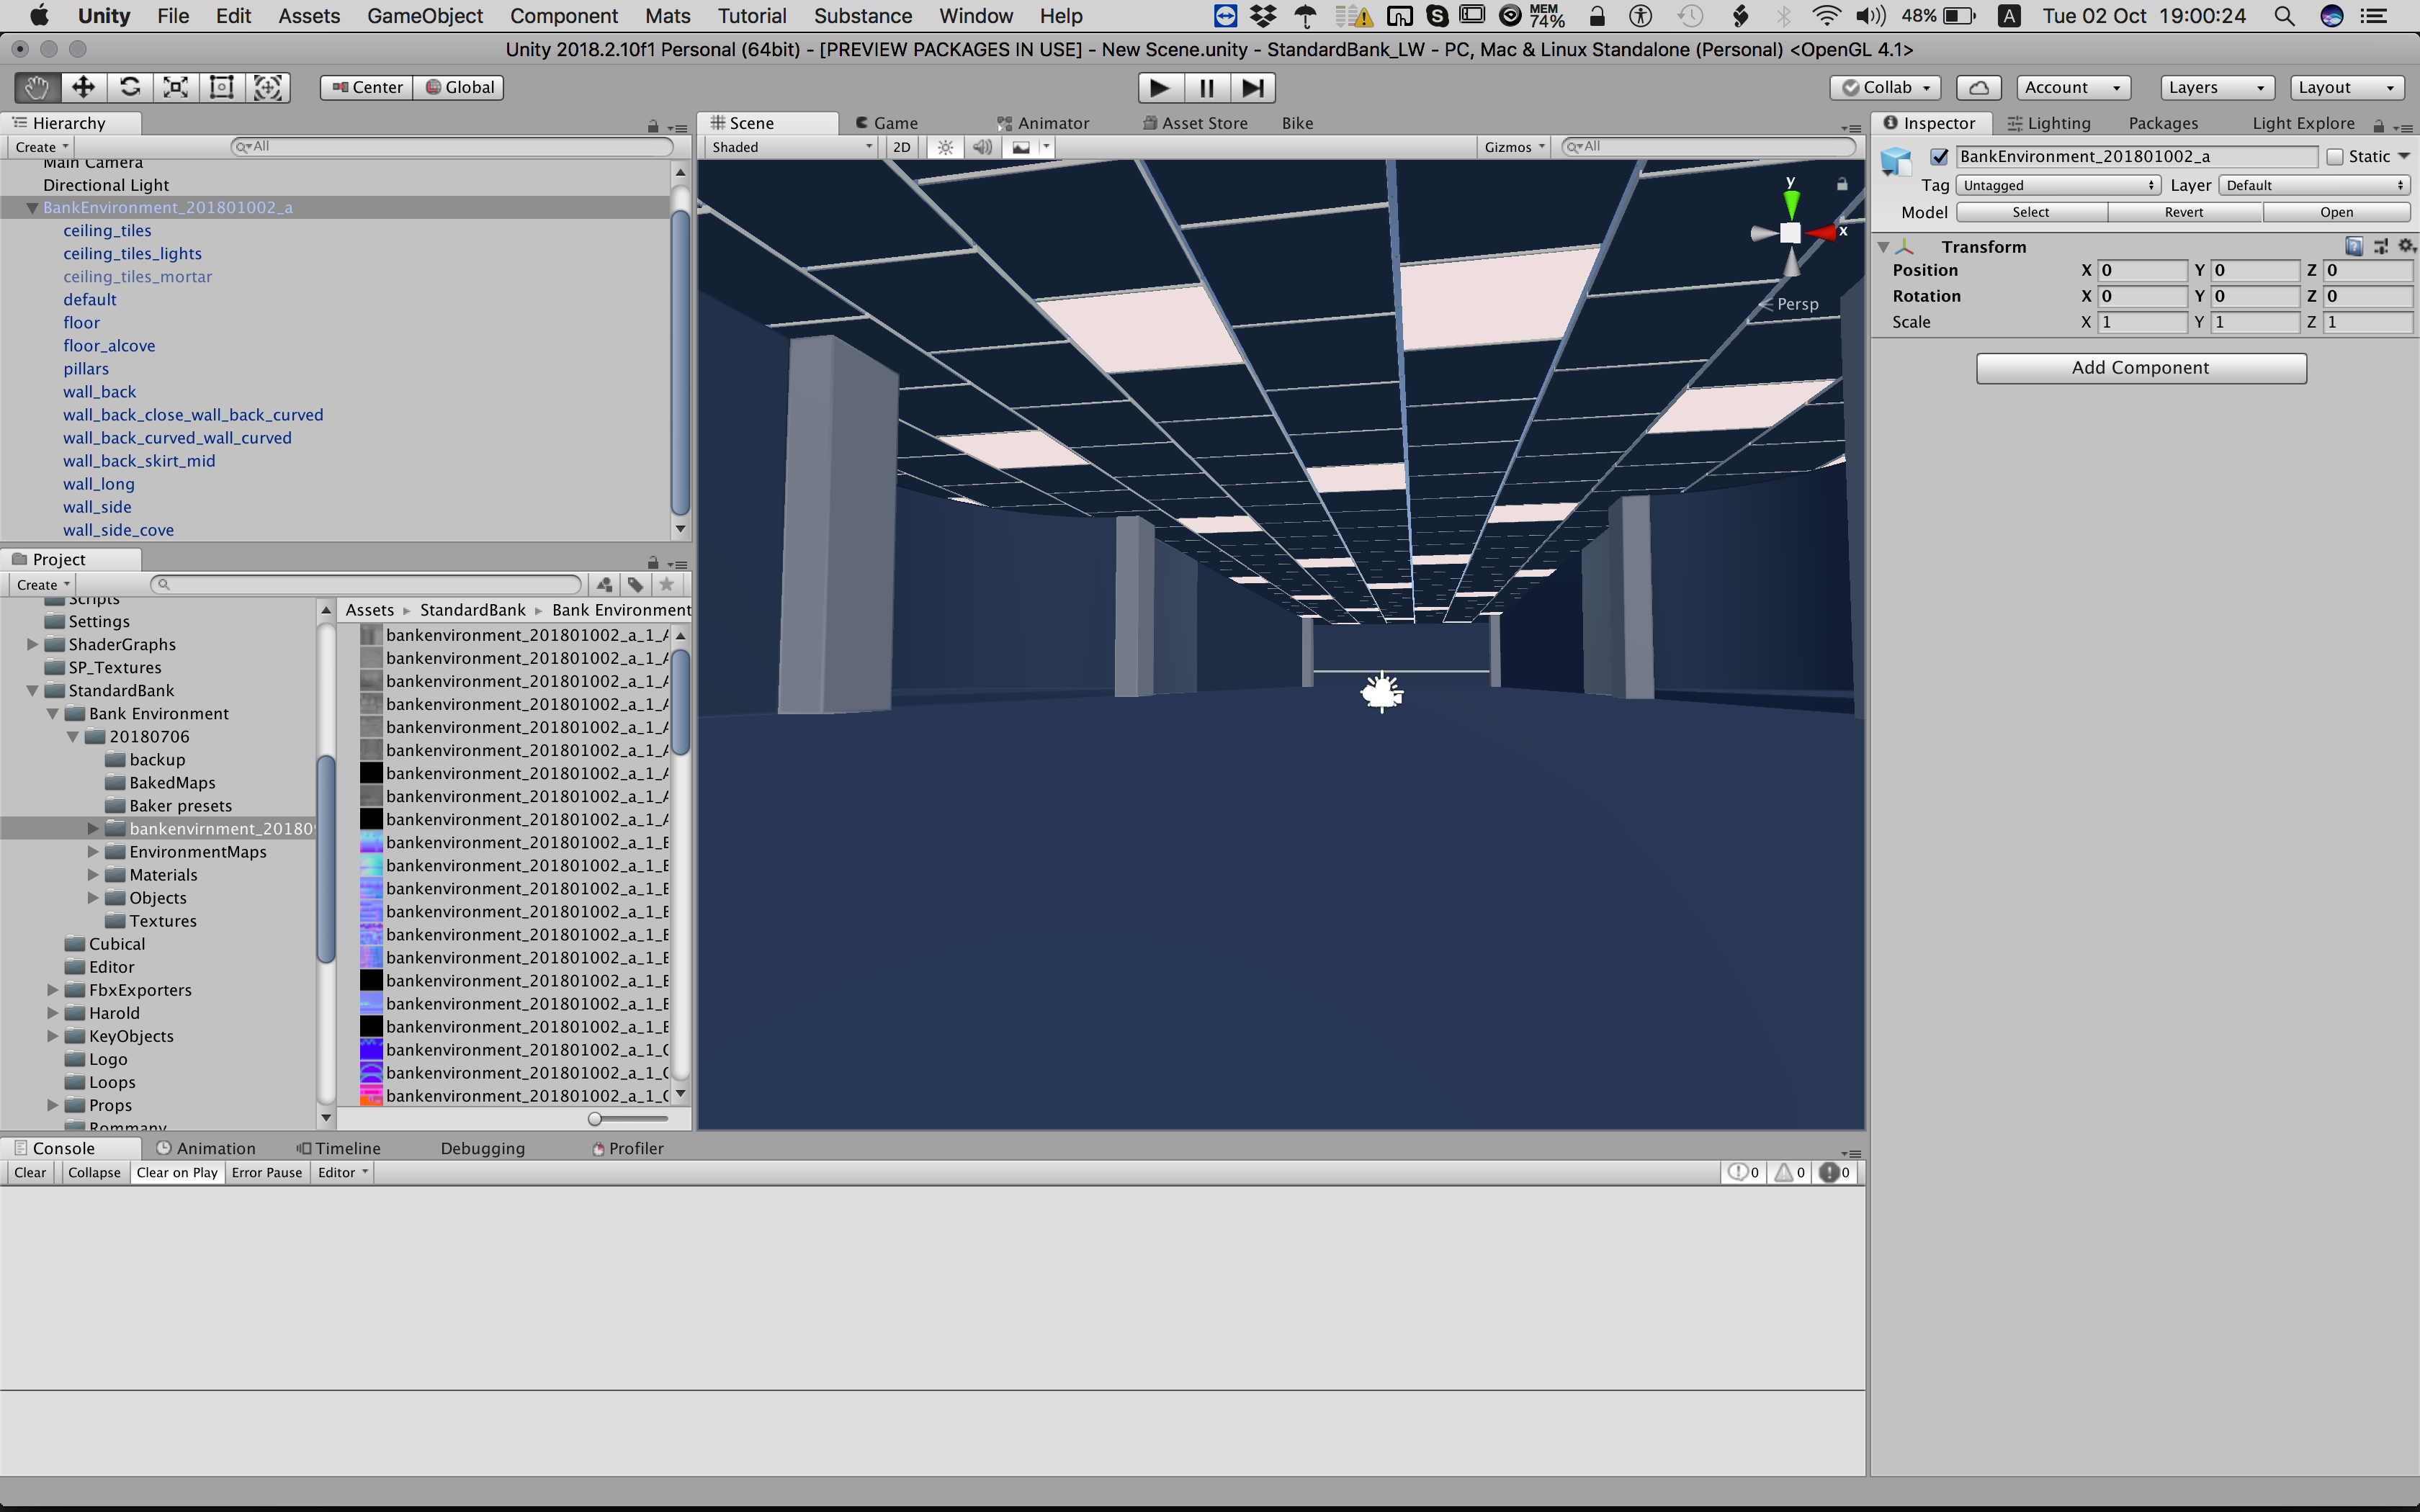 Unity File Edit Assets GameObject Component Mats Tutorial Substance Window Help MEM 74% 48% A Tue 02 Oct 19:00:24
Unity 2018.2.10f1 Personal (64bit) - [PREVIEW PACKAGES IN USE] - New Scene.unity - StandardBank_LW - PC, Mac & Linux Standalone (Personal) <OpenGL 4.1>
Center Global Collab Account Layers Layout
Hierarchy
Create All
Main Camera
Directional Light
BankEnvironment_201801002_a
ceiling_tiles
ceiling_tiles_lights
ceiling_tiles_mortar
default
floor
floor_alcove
pillars
wall_back
wall_back_close_wall_back_curved
wall_back_curved_wall_curved
wall_back_skirt_mid
wall_long
wall_side
wall_side_cove
Project
Create
Scripts
Settings
ShaderGraphs
SP_Textures
StandardBank
Bank Environment
20180706
backup
BakedMaps
Baker presets
bankenvirnment_20180
EnvironmentMaps
Materials
Objects
Textures
Cubical
Editor
FbxExporters
Harold
KeyObjects
Logo
Loops
Props
Rommany
Assets StandardBank Bank Environment
bankenvironment_201801002_a_1_A
bankenvironment_201801002_a_1_A
bankenvironment_201801002_a_1_A
bankenvironment_201801002_a_1_A
bankenvironment_201801002_a_1_A
bankenvironment_201801002_a_1_A
bankenvironment_201801002_a_1_A
bankenvironment_201801002_a_1_A
bankenvironment_201801002_a_1_A
bankenvironment_201801002_a_1_E
bankenvironment_201801002_a_1_E
bankenvironment_201801002_a_1_E
bankenvironment_201801002_a_1_E
bankenvironment_201801002_a_1_E
bankenvironment_201801002_a_1_E
bankenvironment_201801002_a_1_E
bankenvironment_201801002_a_1_E
bankenvironment_201801002_a_1_E
bankenvironment_201801002_a_1_C
bankenvironment_201801002_a_1_C
bankenvironment_201801002_a_1_C
Scene Game Animator Asset Store Bike
Shaded 2D Gizmos All
y
x
Persp
Inspector Lighting Packages Light Explore
BankEnvironment_201801002_a Static
Tag Untagged Layer Default
Model Select Revert Open
Transform
Position X 0 Y 0 Z 0
Rotation X 0 Y 0 Z 0
Scale X 1 Y 1 Z 1
Add Component
Console Animation Timeline Debugging Profiler
Clear Collapse Clear on Play Error Pause Editor 0 0 0